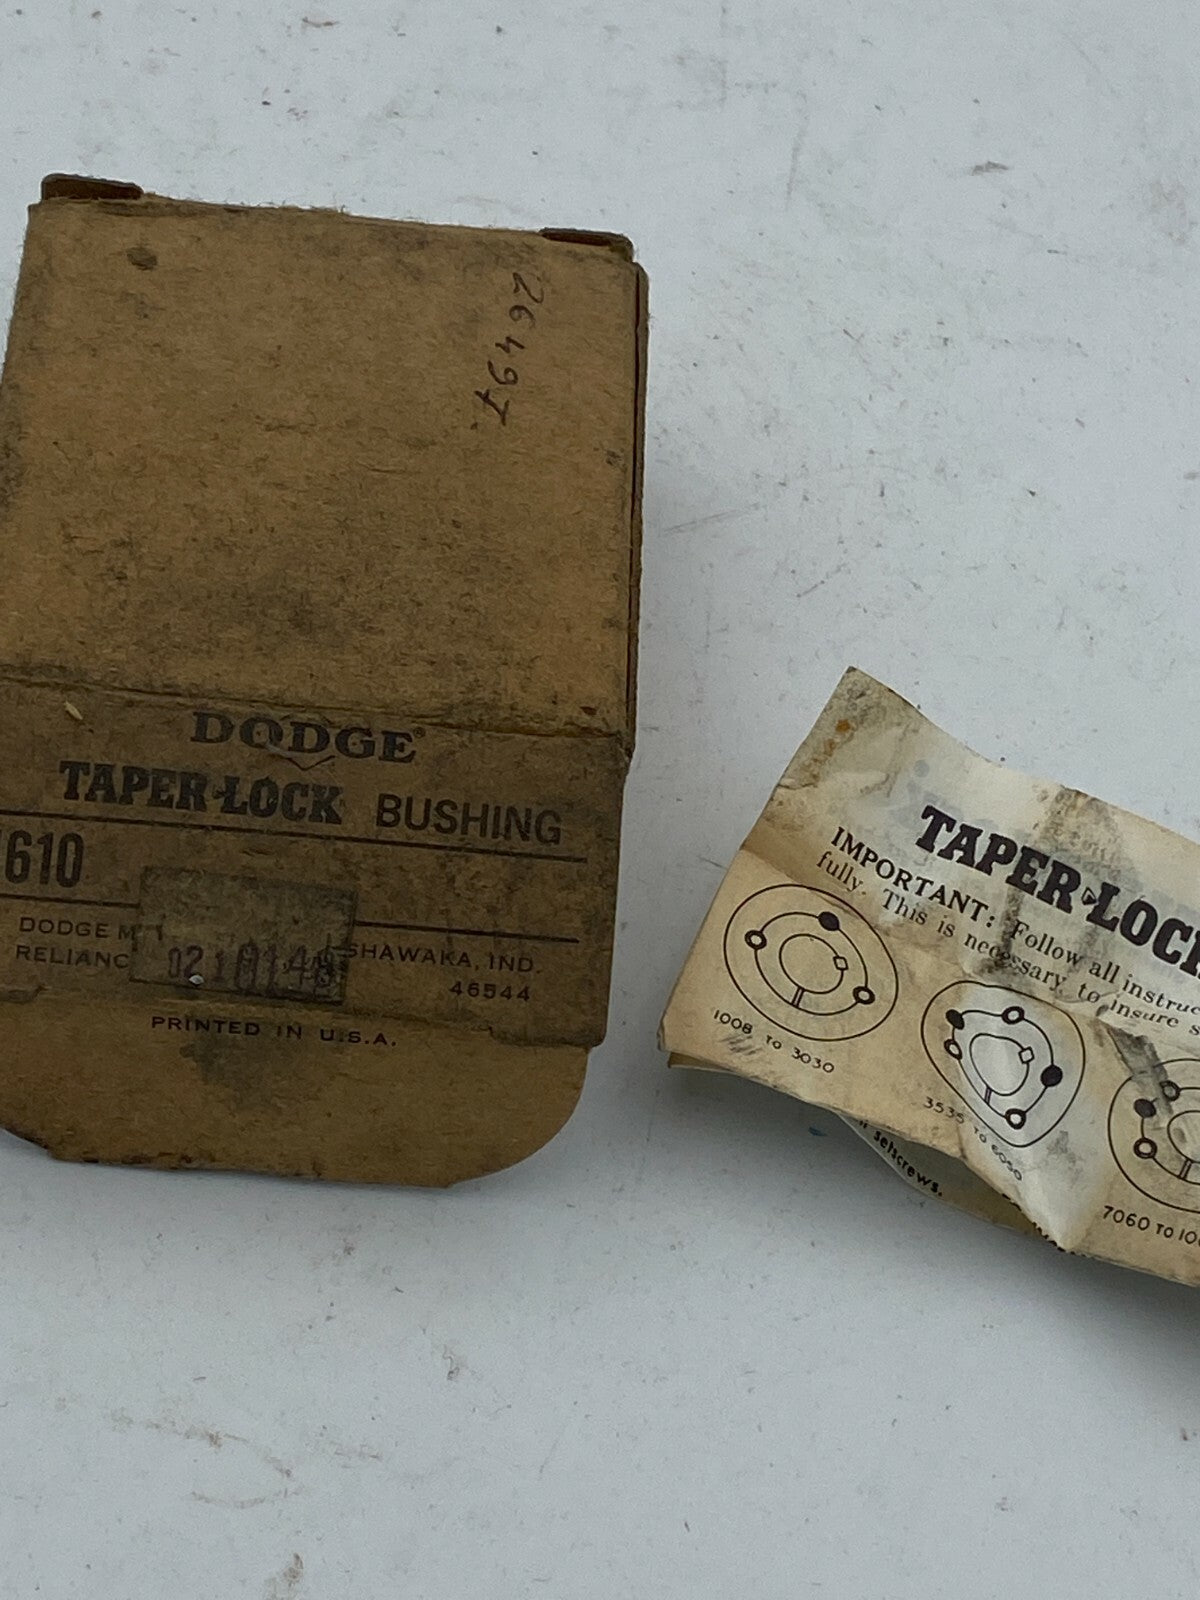 26497
DODGE®
TAPER-LOCK BUSHING
1610
DODGE M SHAWAKA, IND.
RELIANC 46544
PRINTED IN U.S.A.
TAPER-LOCK
IMPORTANT: Follow all instruc
fully. This is necessary to insure s
1008 TO 3030
3535 TO 6050
7060 TO 10
setscrews.